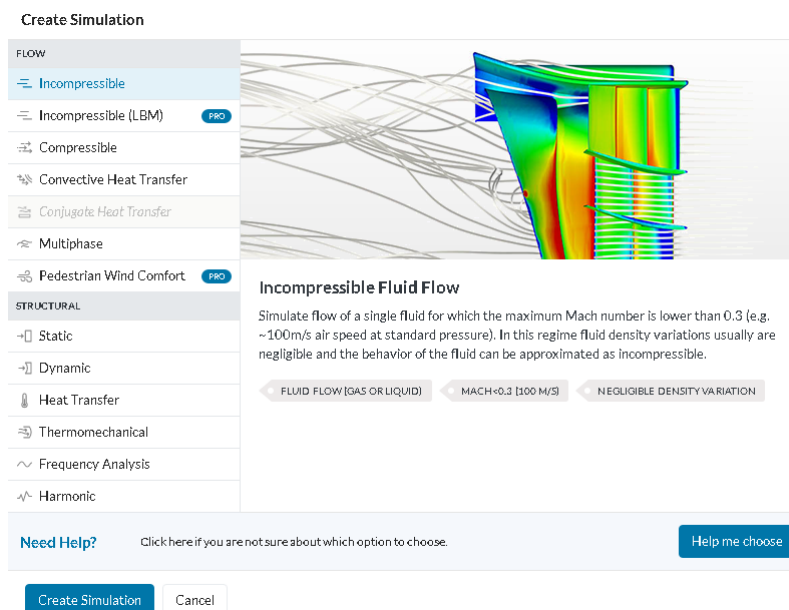 Create Simulation
FLOW
Incompressible
Incompressible (LBM) PRO
Compressible
Convective Heat Transfer
Conjugate Heat Transfer
Multiphase
Pedestrian Wind Comfort PRO
STRUCTURAL
Static
Dynamic
Heat Transfer
Thermomechanical
Frequency Analysis
Harmonic
Incompressible Fluid Flow
Simulate flow of a single fluid for which the maximum Mach number is lower than 0.3 (e.g.
~100m/s air speed at standard pressure). In this regime fluid density variations usually are
negligible and the behavior of the fluid can be approximated as incompressible.
FLUID FLOW (GAS OR LIQUID) MACH<0.3 (100 M/S) NEGLIGIBLE DENSITY VARIATION
Need Help? Click here if you are not sure about which option to choose. Help me choose
Create Simulation Cancel